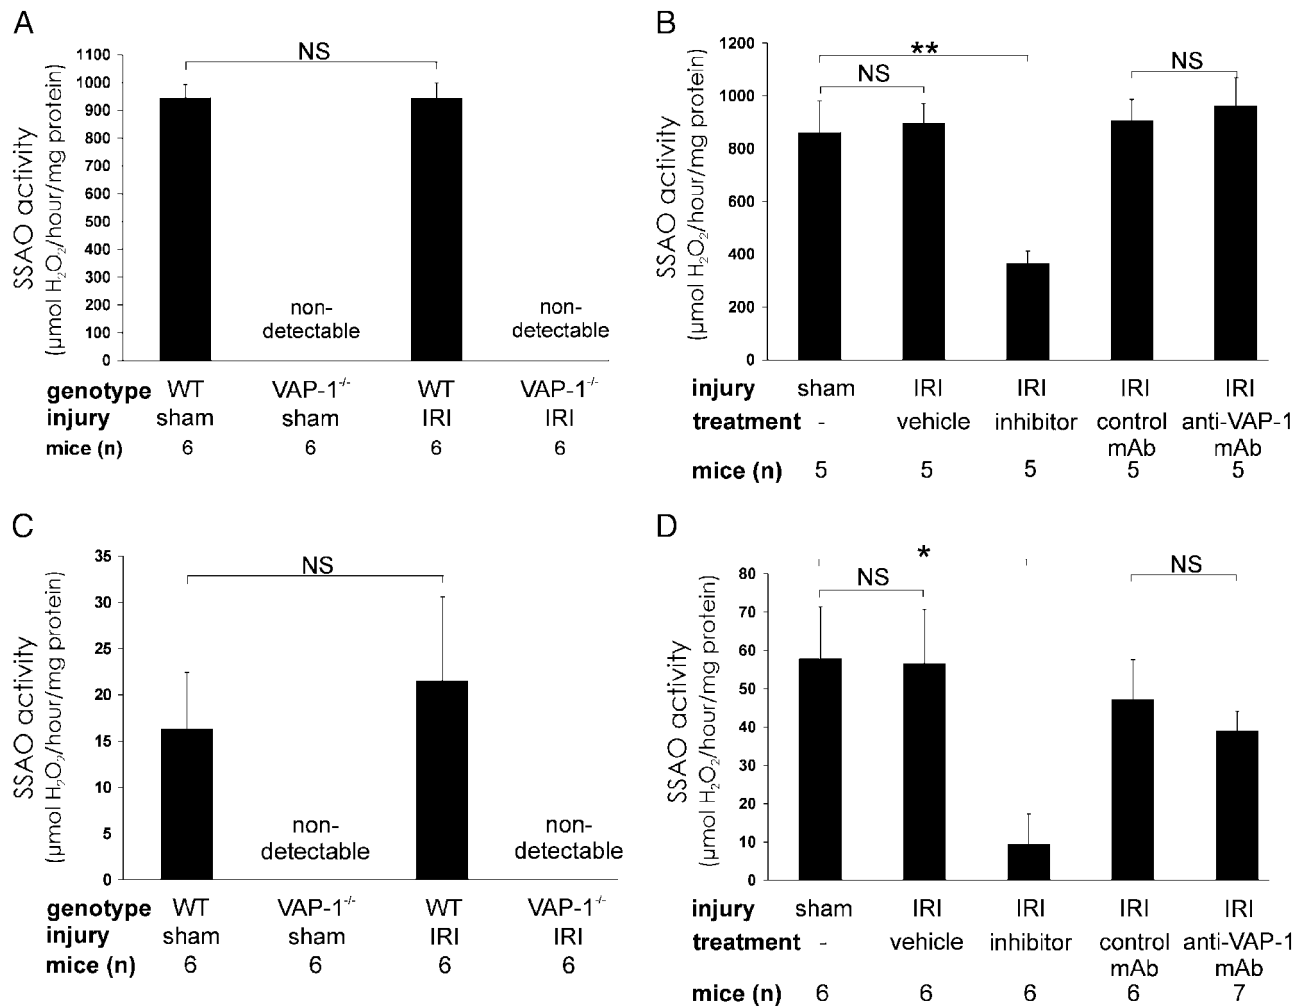 A
NS
SSAO activity
(µmol H₂O₂/hour/mg protein)
1100
1000
900
800
700
600
500
400
300
200
100
0
non-
detectable
non-
detectable
genotype WT VAP-1⁻/⁻ WT VAP-1⁻/⁻
injury sham sham IRI IRI
mice (n) 6 6 6 6
B
**
NS
NS
SSAO activity
(µmol H₂O₂/hour/mg protein)
1200
1000
800
600
400
200
0
injury sham IRI IRI IRI IRI
treatment - vehicle inhibitor control anti-VAP-1
mAb mAb
mice (n) 5 5 5 5 5
C
NS
SSAO activity
(µmol H₂O₂/hour/mg protein)
35
30
25
20
15
10
5
0
non-
detectable
non-
detectable
genotype WT VAP-1⁻/⁻ WT VAP-1⁻/⁻
injury sham sham IRI IRI
mice (n) 6 6 6 6
D
*
NS
NS
SSAO activity
(µmol H₂O₂/hour/mg protein)
80
70
60
50
40
30
20
10
0
injury sham IRI IRI IRI IRI
treatment - vehicle inhibitor control anti-VAP-1
mAb mAb
mice (n) 6 6 6 6 7